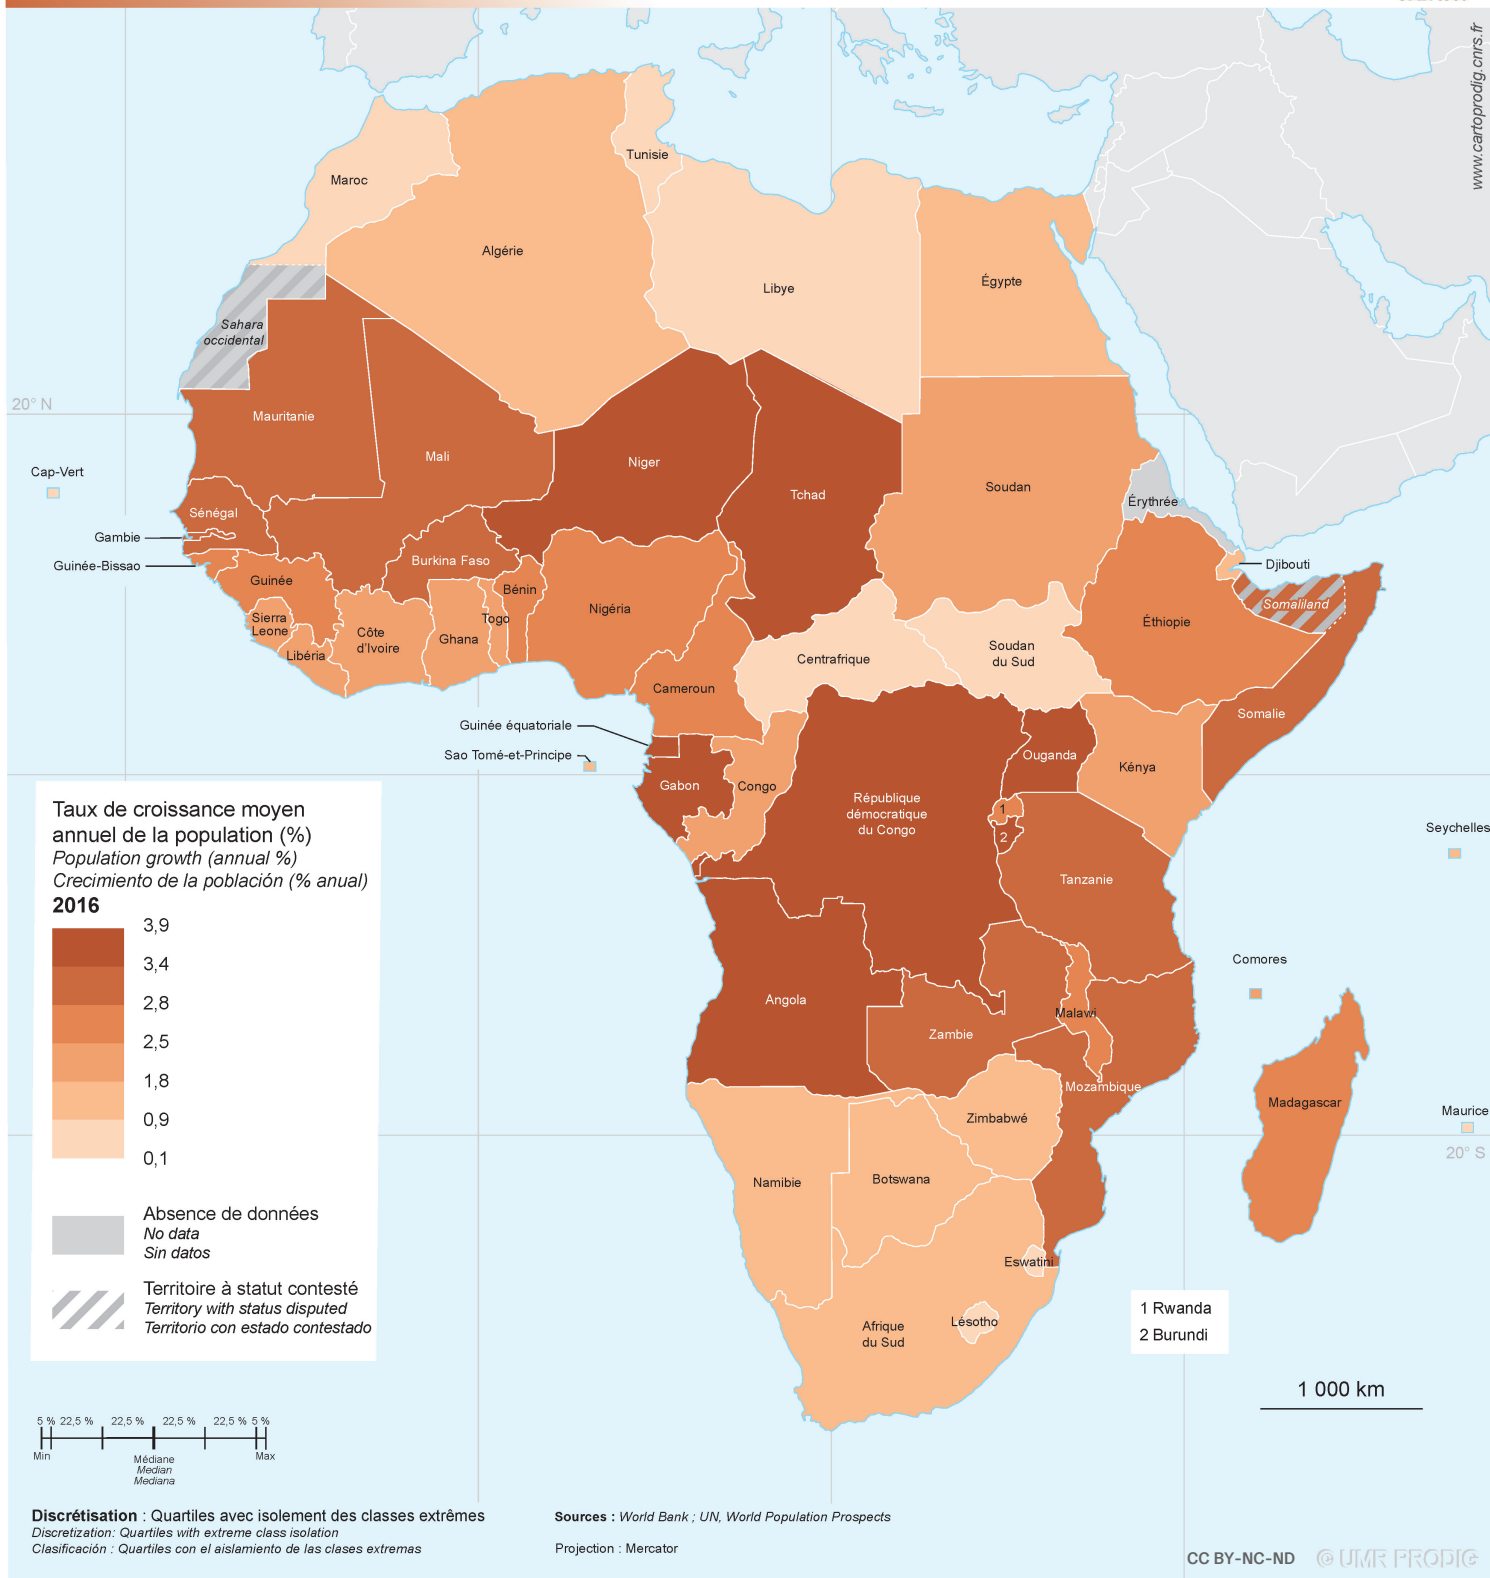 www.cartoprodig.cnrs.fr
Tunisie
Maroc
Algérie
Libye
Égypte
Sahara
occidental
20° N
Mauritanie
Mali
Niger
Tchad
Soudan
Érythrée
Cap-Vert
Sénégal
Gambie
Guinée-Bissao
Guinée
Burkina Faso
Bénin
Nigéria
Djibouti
Somaliland
Sierra
Leone
Libéria
Côte
d'Ivoire
Ghana
Togo
Éthiopie
Centrafrique
Soudan
du Sud
Cameroun
Somalie
Guinée équatoriale
Sao Tomé-et-Principe
Gabon
Congo
Ouganda
Kénya
République
démocratique
du Congo
1
2
Seychelles
Tanzanie
Comores
Angola
Malawi
Zambie
Mozambique
Madagascar
Maurice
20° S
Zimbabwé
Namibie
Botswana
Eswatini
Lésotho
Afrique
du Sud
Taux de croissance moyen
annuel de la population (%)
Population growth (annual %)
Crecimiento de la población (% anual)
2016
3,9
3,4
2,8
2,5
1,8
0,9
0,1
Absence de données
No data
Sin datos
Territoire à statut contesté
Territory with status disputed
Territorio con estado contestado
1 Rwanda
2 Burundi
1 000 km
5 % 22,5 % 22,5 % 22,5 % 22,5 % 5 %
Min Max
Médiane
Median
Mediana
Discrétisation : Quartiles avec isolement des classes extrêmes
Discretization: Quartiles with extreme class isolation
Clasificación : Quartiles con el aislamiento de las clases extremas
Sources : World Bank ; UN, World Population Prospects
Projection : Mercator
CC BY-NC-ND © UMR PRODIG